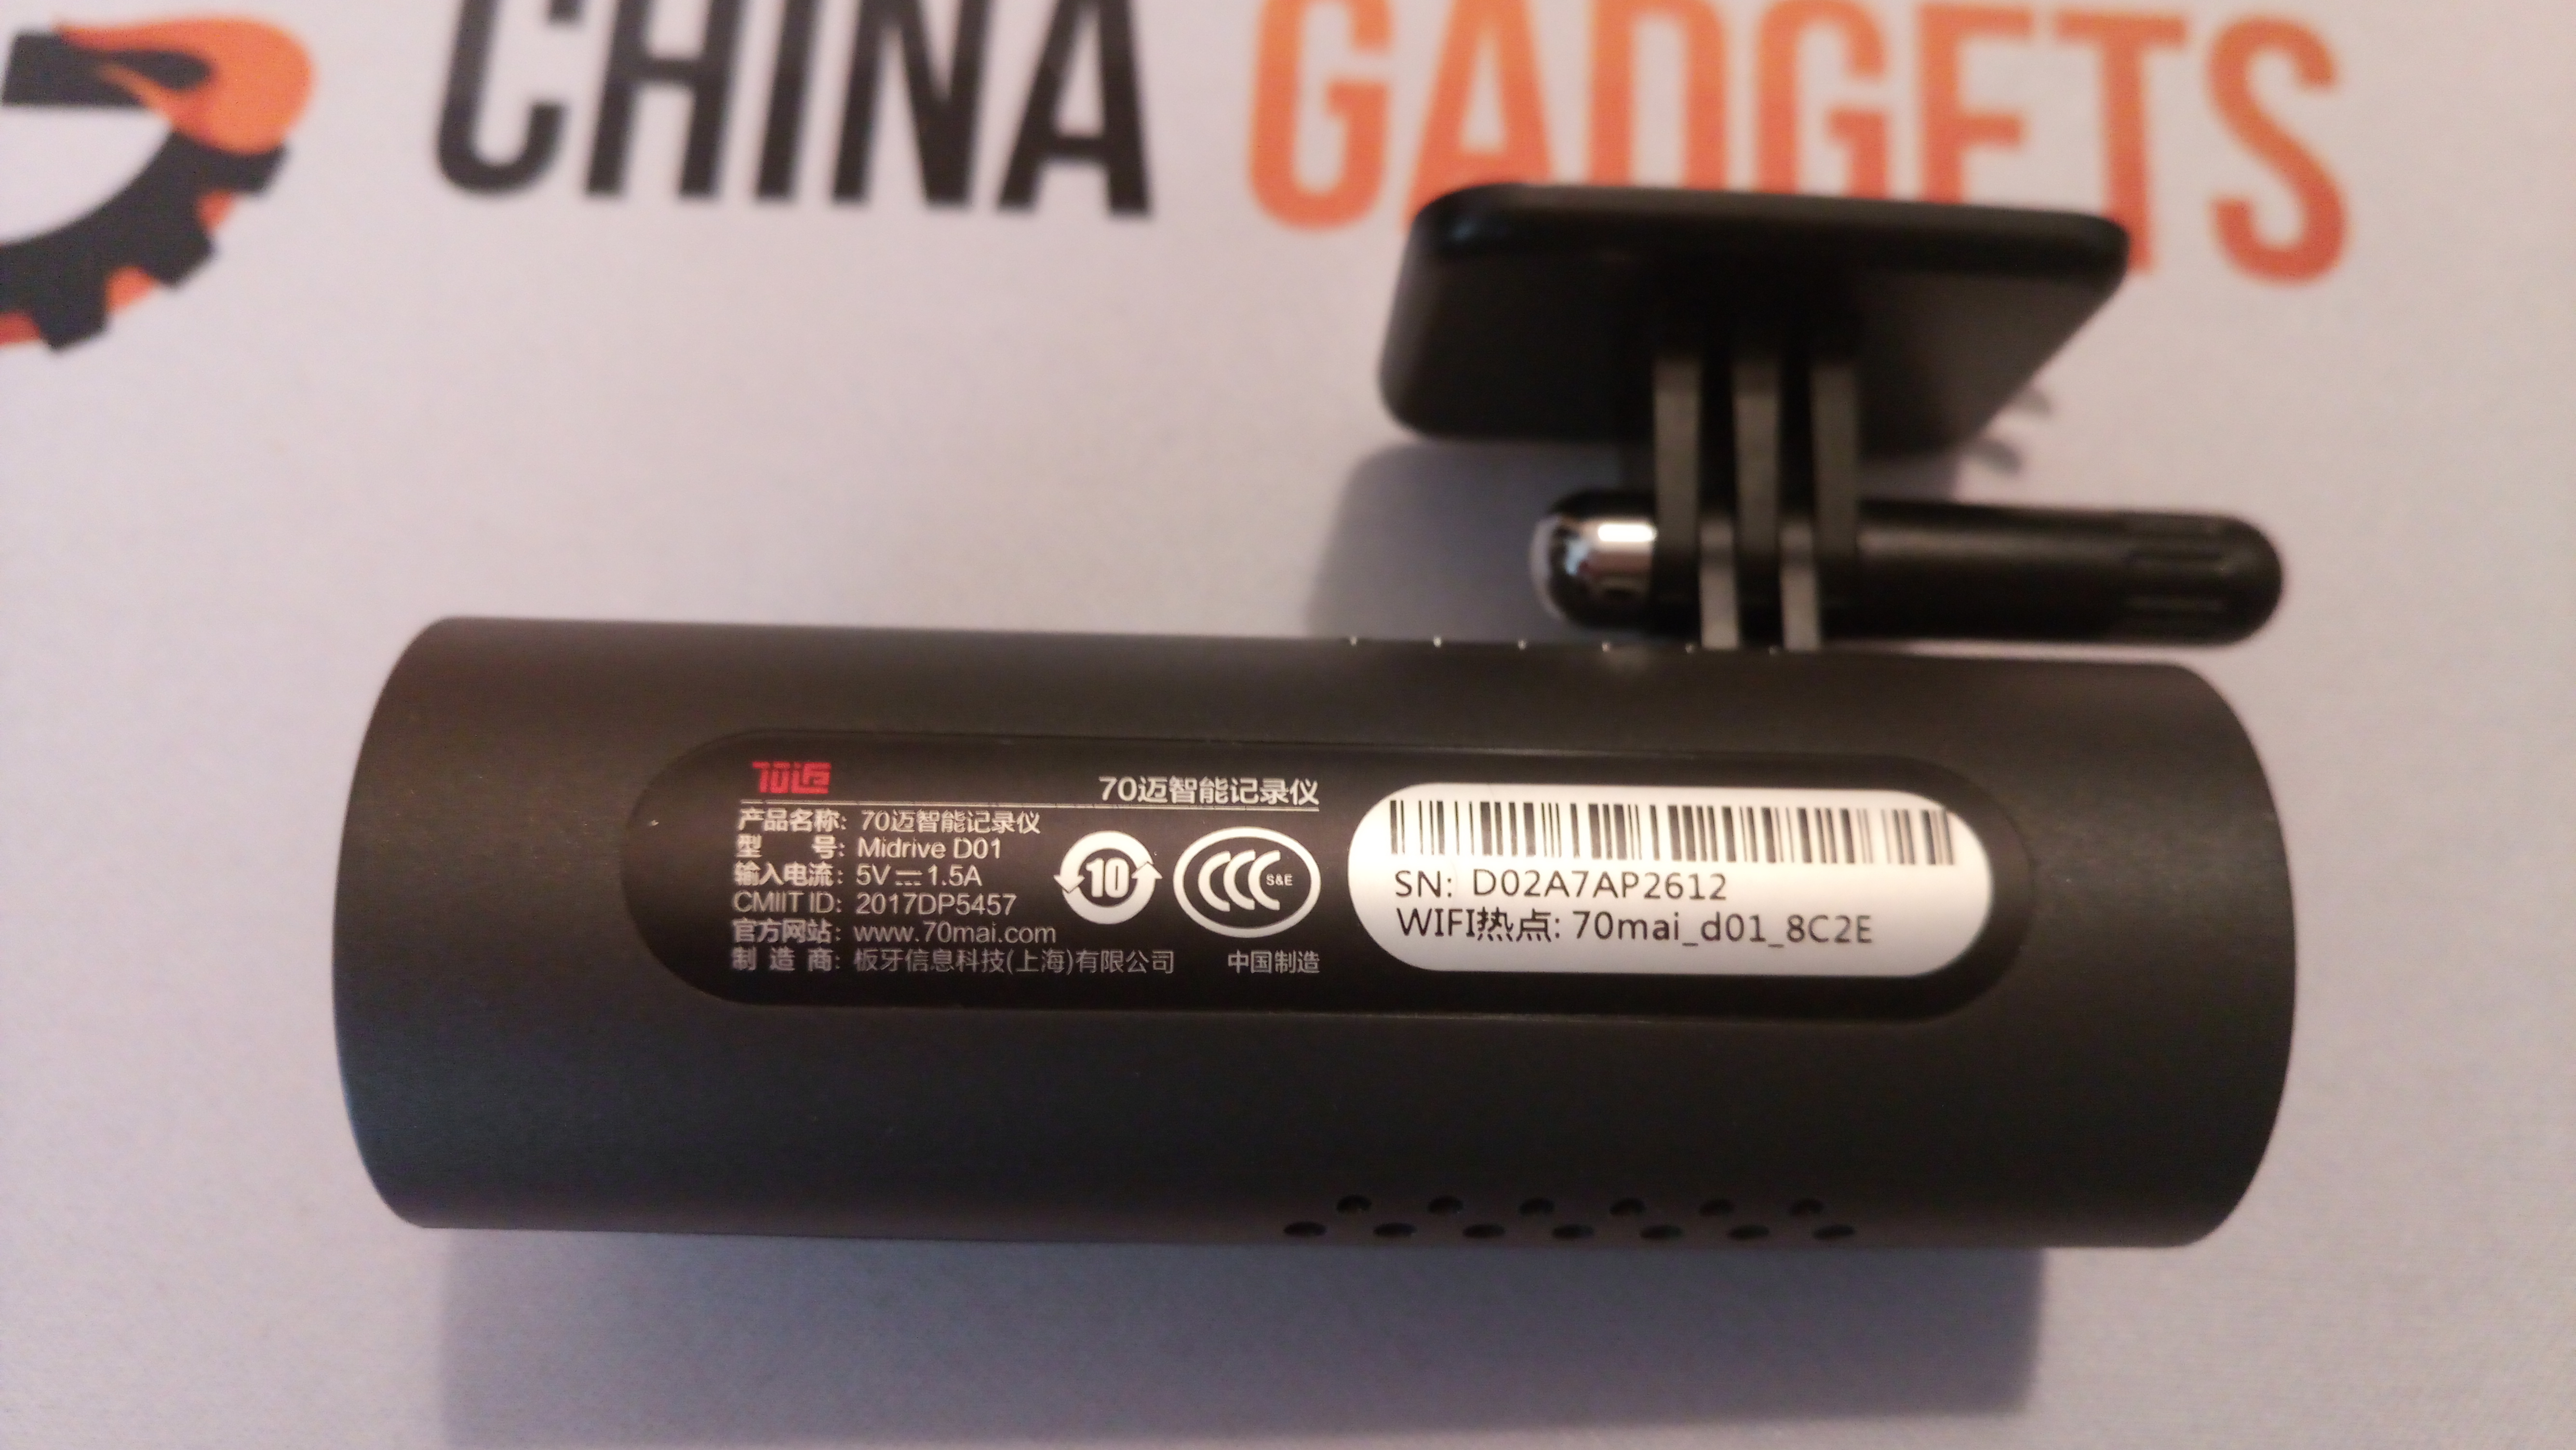 CHINA GADGETS
70迈
70迈智能记录仪
产品名称: 70迈智能记录仪
型 号: Midrive D01
输入电流: 5V⎓1.5A
CMIIT ID: 2017DP5457
官方网站: www.70mai.com
制 造 商: 板牙信息科技(上海)有限公司
10
CCC S&E
中国制造
SN: D02A7AP2612
WIFI热点: 70mai_d01_8C2E